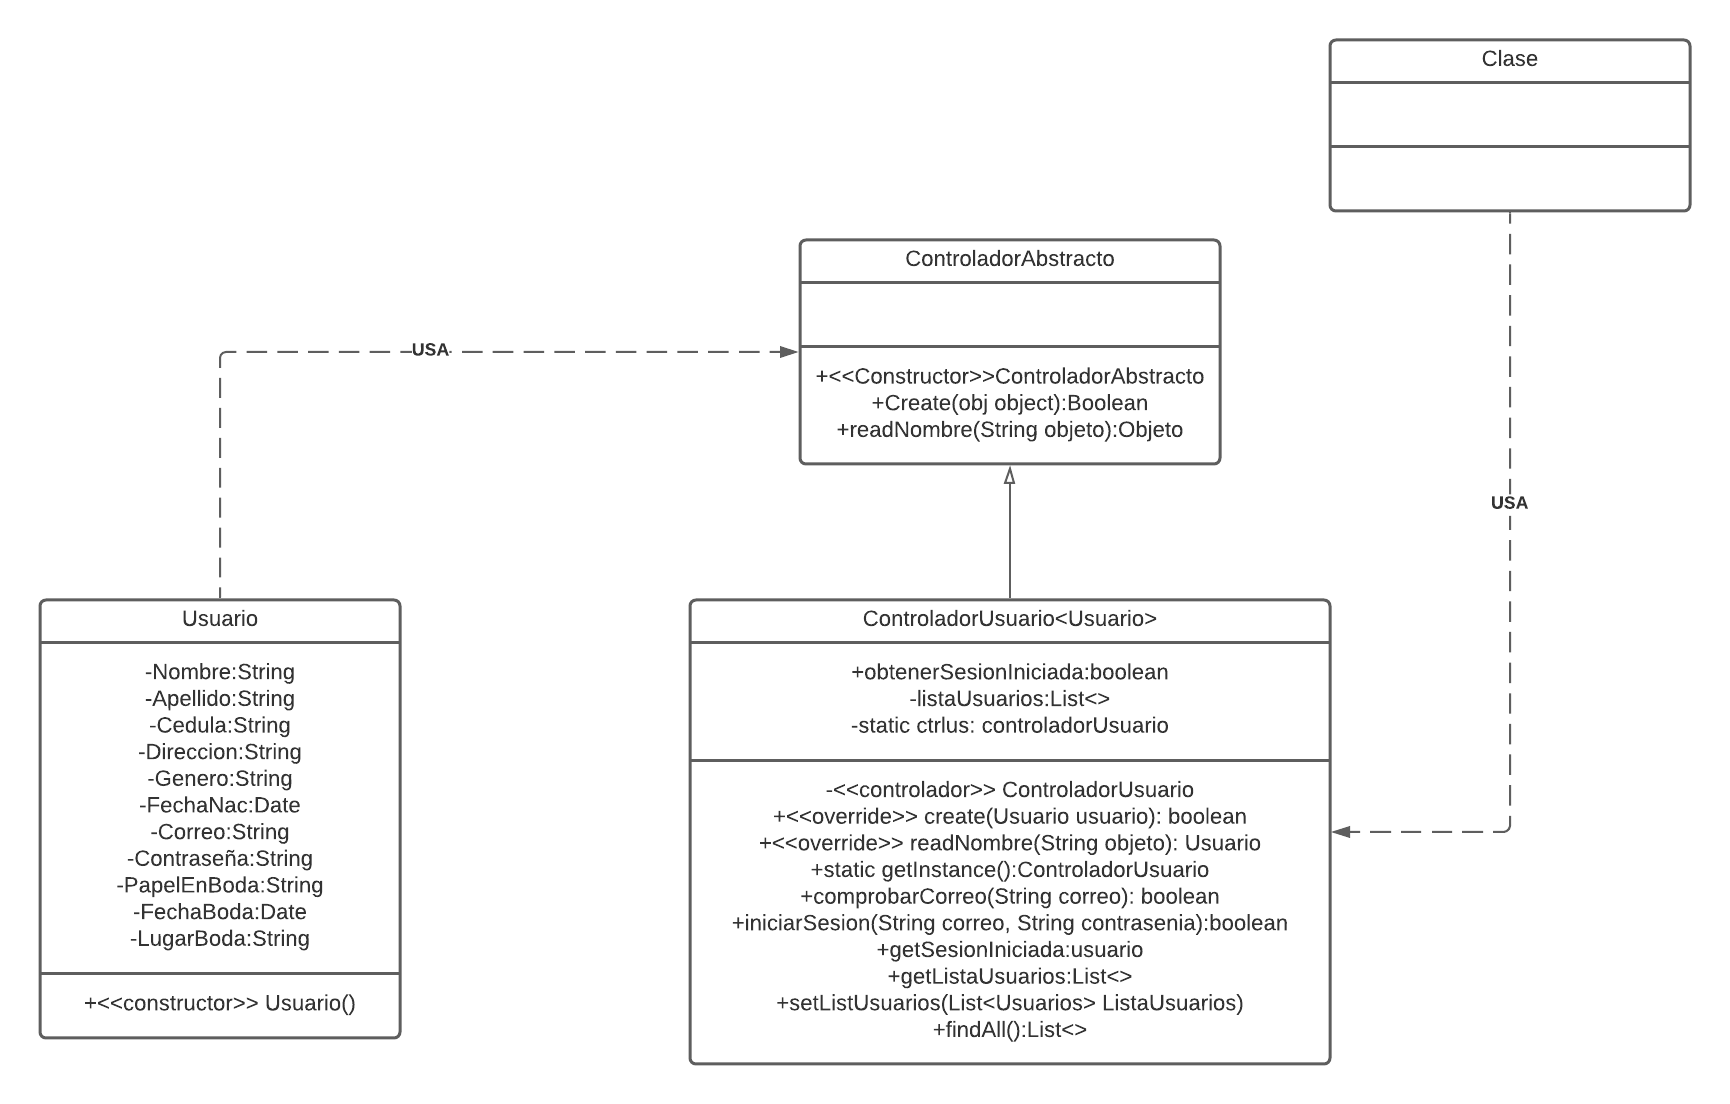 Clase
ControladorAbstracto
+<<Constructor>>ControladorAbstracto
+Create(obj object):Boolean
+readNombre(String objeto):Objeto
USA
USA
Usuario
-Nombre:String
-Apellido:String
-Cedula:String
-Direccion:String
-Genero:String
-FechaNac:Date
-Correo:String
-Contraseña:String
-PapelEnBoda:String
-FechaBoda:Date
-LugarBoda:String
+<<constructor>> Usuario()
ControladorUsuario<Usuario>
+obtenerSesionIniciada:boolean
-listaUsuarios:List<>
-static ctrlus: controladorUsuario
-<<controlador>> ControladorUsuario
+<<override>> create(Usuario usuario): boolean
+<<override>> readNombre(String objeto): Usuario
+static getInstance():ControladorUsuario
+comprobarCorreo(String correo): boolean
+iniciarSesion(String correo, String contrasenia):boolean
+getSesionIniciada:usuario
+getListaUsuarios:List<>
+setListUsuarios(List<Usuarios> ListaUsuarios)
+findAll():List<>